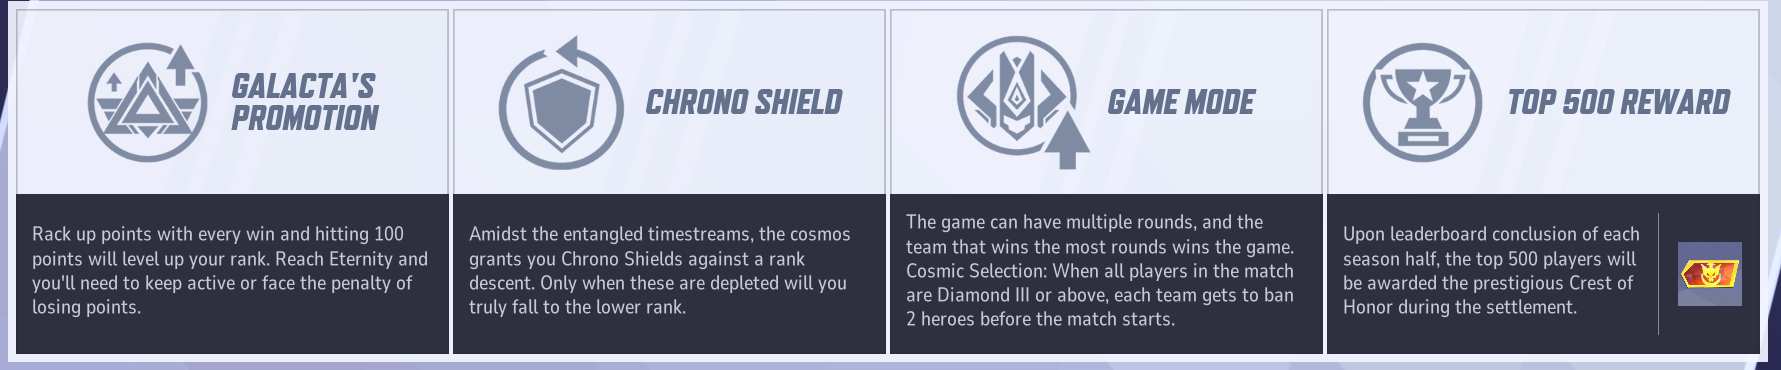 GALACTA'S
PROMOTION
Rack up points with every win and hitting 100
points will level up your rank. Reach Eternity and
you'll need to keep active or face the penalty of
losing points.
CHRONO SHIELD
Amidst the entangled timestreams, the cosmos
grants you Chrono Shields against a rank
descent. Only when these are depleted will you
truly fall to the lower rank.
GAME MODE
The game can have multiple rounds, and the
team that wins the most rounds wins the game.
Cosmic Selection: When all players in the match
are Diamond III or above, each team gets to ban
2 heroes before the match starts.
TOP 500 REWARD
Upon leaderboard conclusion of each
season half, the top 500 players will
be awarded the prestigious Crest of
Honor during the settlement.